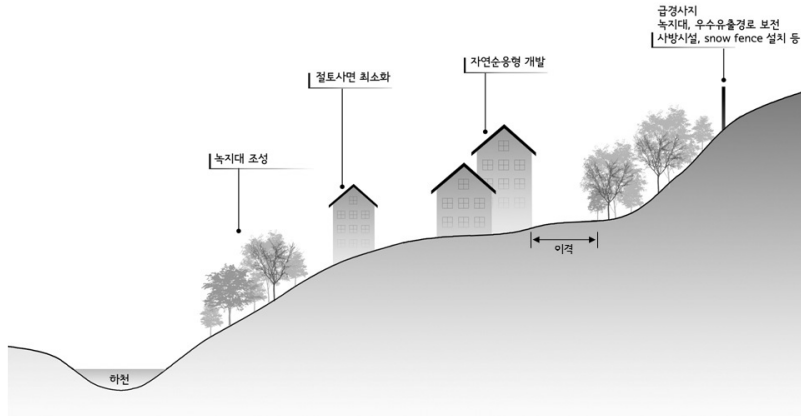 급경사지
녹지대, 우수유출경로 보전
사방시설, snow fence 설치 등
자연순응형 개발
절토사면 최소화
녹지대 조성
이격
하천